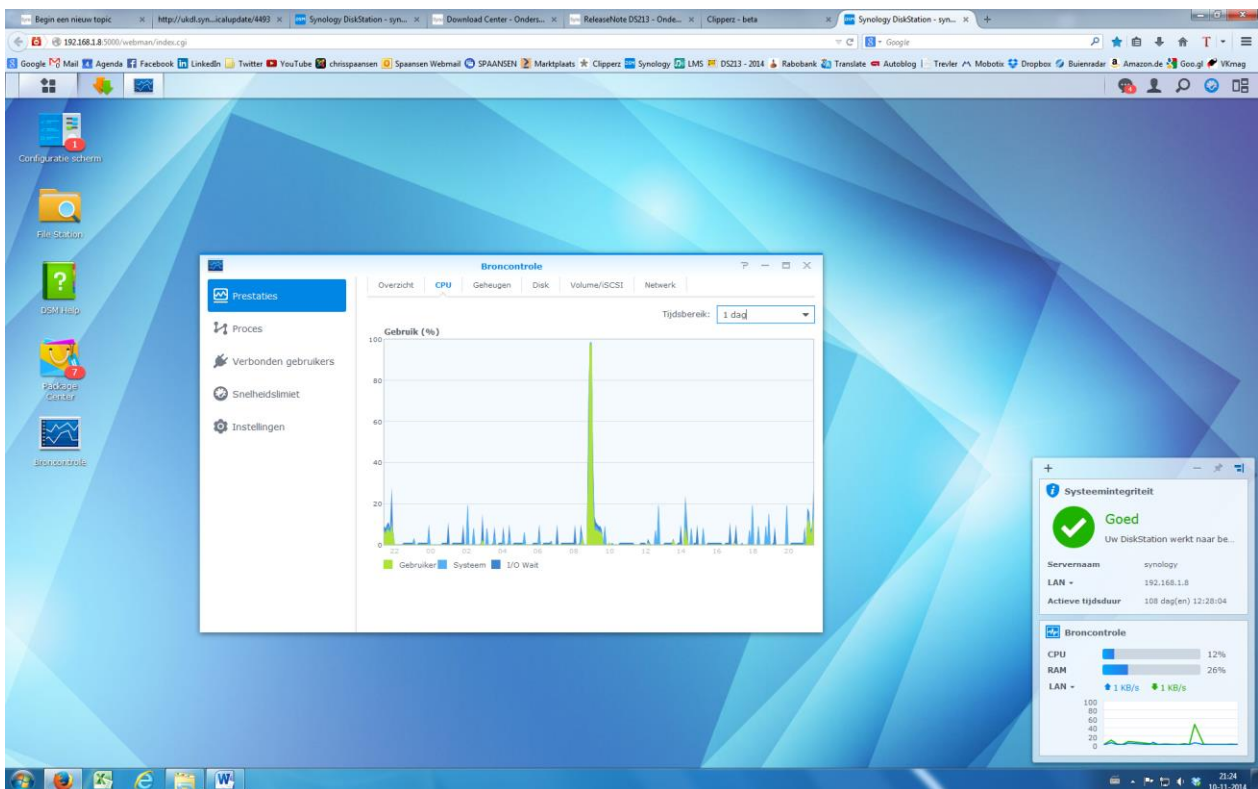 Begin een nieuw topic
http://ukdl.syn...icalupdate/4493
Synology DiskStation - syn...
Download Center - Onders...
ReleaseNote DS213 - Onde...
Clipperz - beta
Synology DiskStation - syn...
192.168.1.8:5000/webman/index.cgi
Google
Google Mail Agenda Facebook LinkedIn Twitter YouTube chrisspaansen Spaansen Webmail SPAANSEN Marktplaats Clipperz Synology LMS DS213 - 2014 Rabobank Translate Autoblog Trevler Mobotix Dropbox Buienradar Amazon.de Goo.gl VKmag
1
Configuratie scherm
File Station
DSM Help
7
Package
Center
Broncontrole
Broncontrole
Prestaties
Proces
Verbonden gebruikers
Snelheidslimiet
Instellingen
Overzicht CPU Geheugen Disk Volume/iSCSI Netwerk
Tijdsbereik: 1 dag
Gebruik (%)
100
80
60
40
20
0
22 00 02 04 06 08 10 12 14 16 18 20
Gebruiker Systeem I/O Wait
Systeemintegriteit
Goed
Uw DiskStation werkt naar be...
Servernaam synology
LAN 192.168.1.8
Actieve tijdsduur 108 dag(en) 12:28:04
Broncontrole
CPU 12%
RAM 26%
LAN 1 KB/s 1 KB/s
100
80
60
40
20
0
21:24
10-11-2014